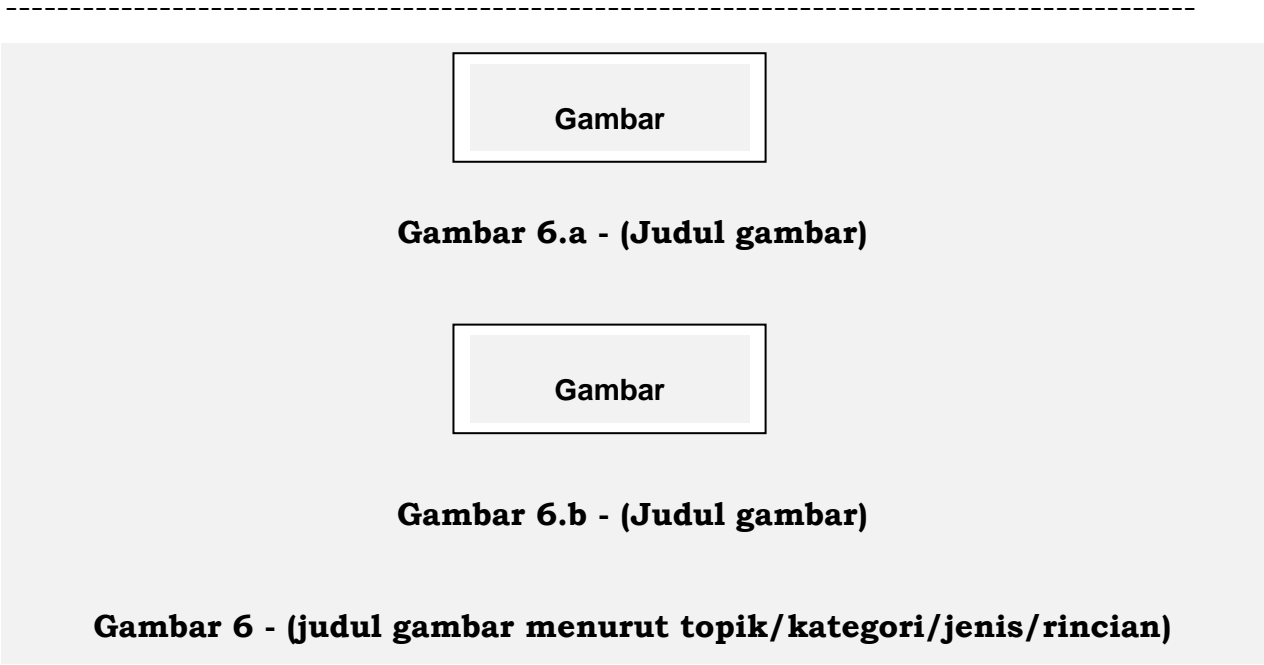 Gambar
Gambar 6.a - (Judul gambar)
Gambar
Gambar 6.b - (Judul gambar)
Gambar 6 - (judul gambar menurut topik/kategori/jenis/rincian)